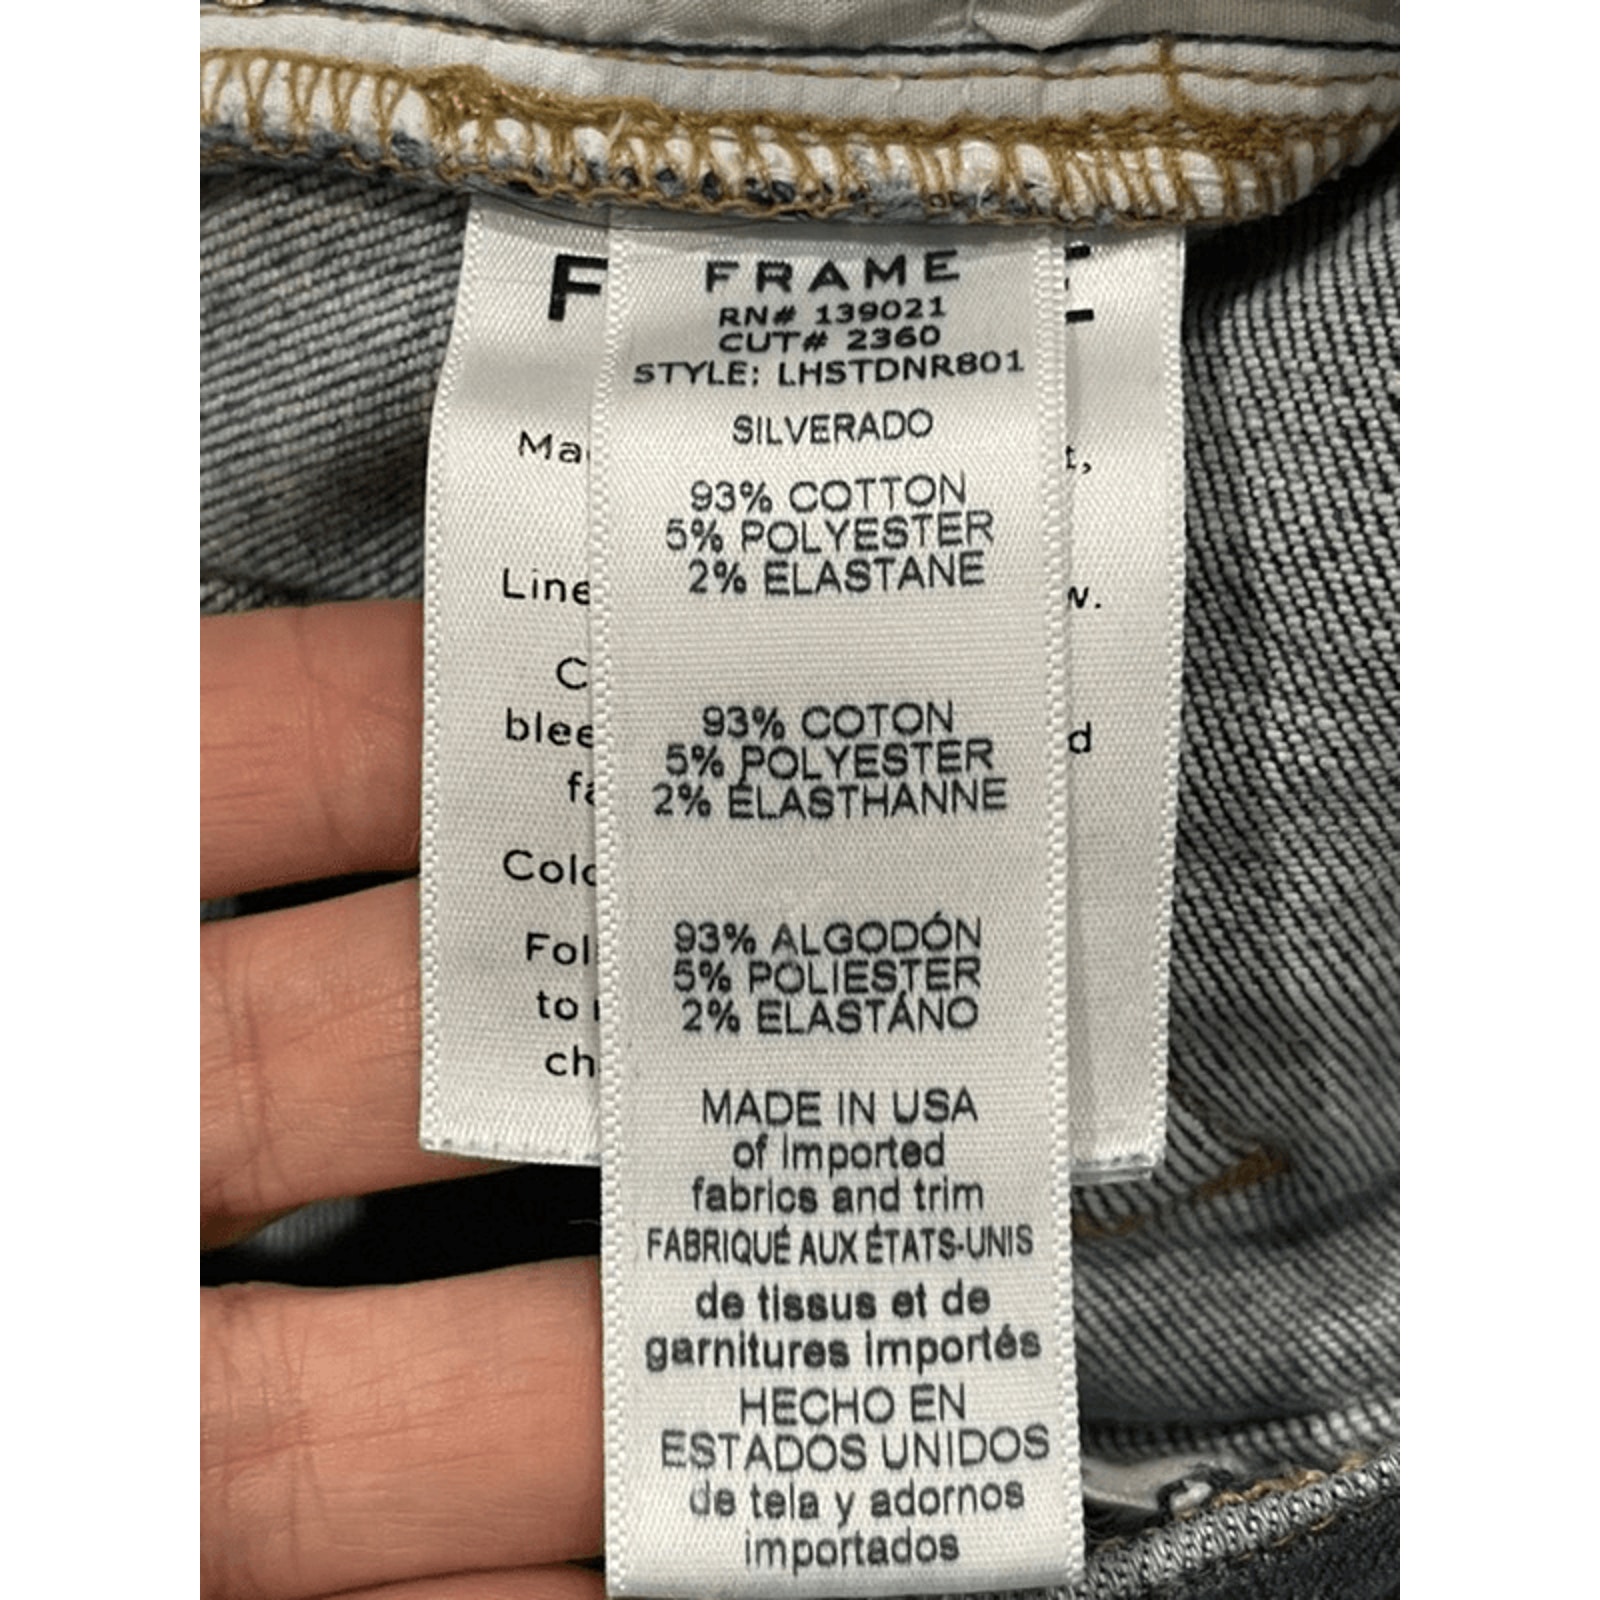 FRAME
RN# 139021
CUT# 2360
STYLE: LHSTDNR801
SILVERADO
93% COTTON
5% POLYESTER
2% ELASTANE
93% COTON
5% POLYESTER
2% ÉLASTHANNE
93% ALGODÓN
5% POLIESTER
2% ELASTÁNO
MADE IN USA
of Imported
fabrics and trim
FABRIQUÉ AUX ÉTATS-UNIS
de tissus et de
garnitures importés
HECHO EN
ESTADOS UNIDOS
de tela y adornos
importados
to